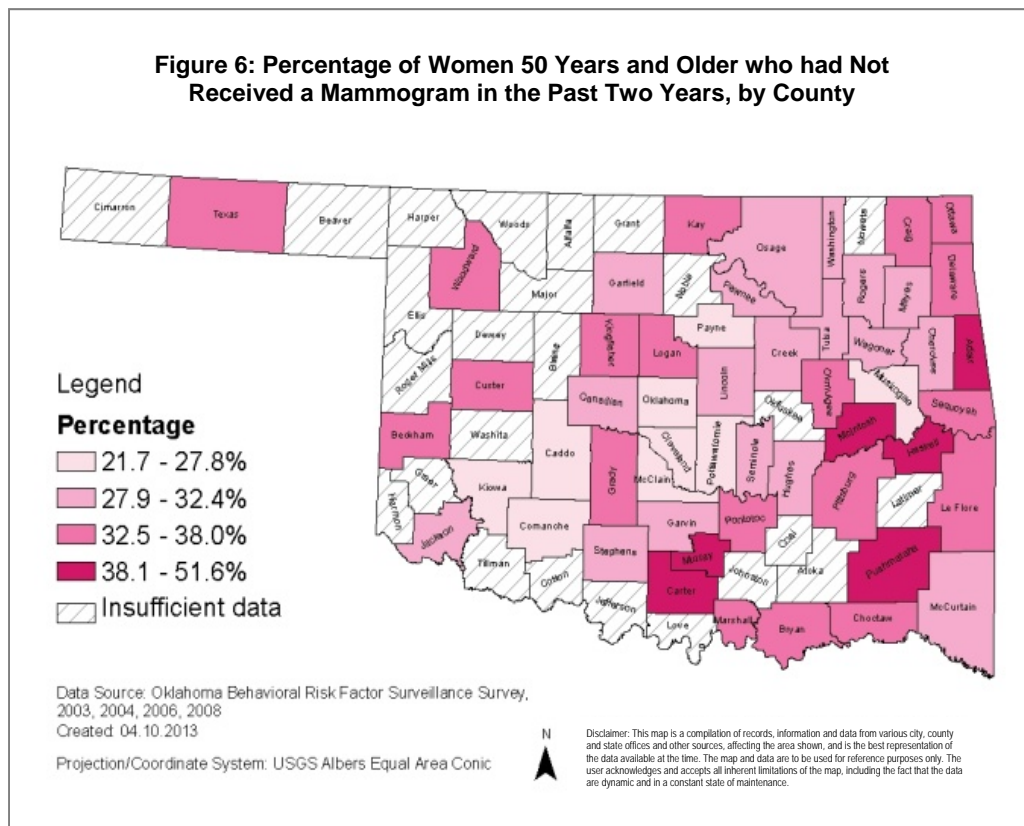 Figure 6: Percentage of Women 50 Years and Older who had Not
Received a Mammogram in the Past Two Years, by County
Cimarron
Texas
Beaver
Harper
Woods
Alfalfa
Grant
Kay
Osage
Washington
Nowata
Craig
Ottawa
Woodward
Major
Garfield
Noble
Pawnee
Rogers
Mayes
Delaware
Ellis
Dewey
Blaine
Kingfisher
Logan
Payne
Creek
Tulsa
Wagoner
Cherokee
Adair
Roger Mills
Custer
Canadian
Oklahoma
Lincoln
Okfuskee
Okmulgee
Muskogee
Sequoyah
Beckham
Washita
Caddo
Grady
Cleveland
McClain
Pottawatomie
Seminole
Hughes
McIntosh
Haskell
Pittsburg
Latimer
Le Flore
Greer
Harmon
Kiowa
Jackson
Comanche
Stephens
Garvin
Pontotoc
Coal
Atoka
Pushmataha
McCurtain
Tillman
Cotton
Jefferson
Murray
Carter
Johnston
Love
Marshall
Bryan
Choctaw
Legend
Percentage
21.7 - 27.8%
27.9 - 32.4%
32.5 - 38.0%
38.1 - 51.6%
Insufficient data
Data Source: Oklahoma Behavioral Risk Factor Surveillance Survey,
2003, 2004, 2006, 2008
Created: 04.10.2013
Projection/Coordinate System: USGS Albers Equal Area Conic
N
Disclaimer: This map is a compilation of records, information and data from various city, county
and state offices and other sources, affecting the area shown, and is the best representation of
the data available at the time. The map and data are to be used for reference purposes only. The
user acknowledges and accepts all inherent limitations of the map, including the fact that the data
are dynamic and in a constant state of maintenance.